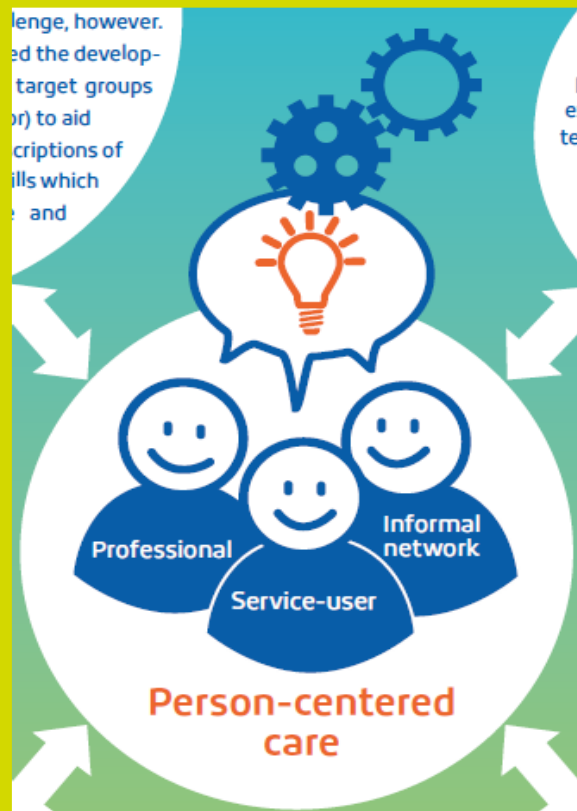 lenge, however.
ed the develop-
target groups
or) to aid
criptions of
ills which
and
Professional
Informal
network
Service-user
Person-centered
care